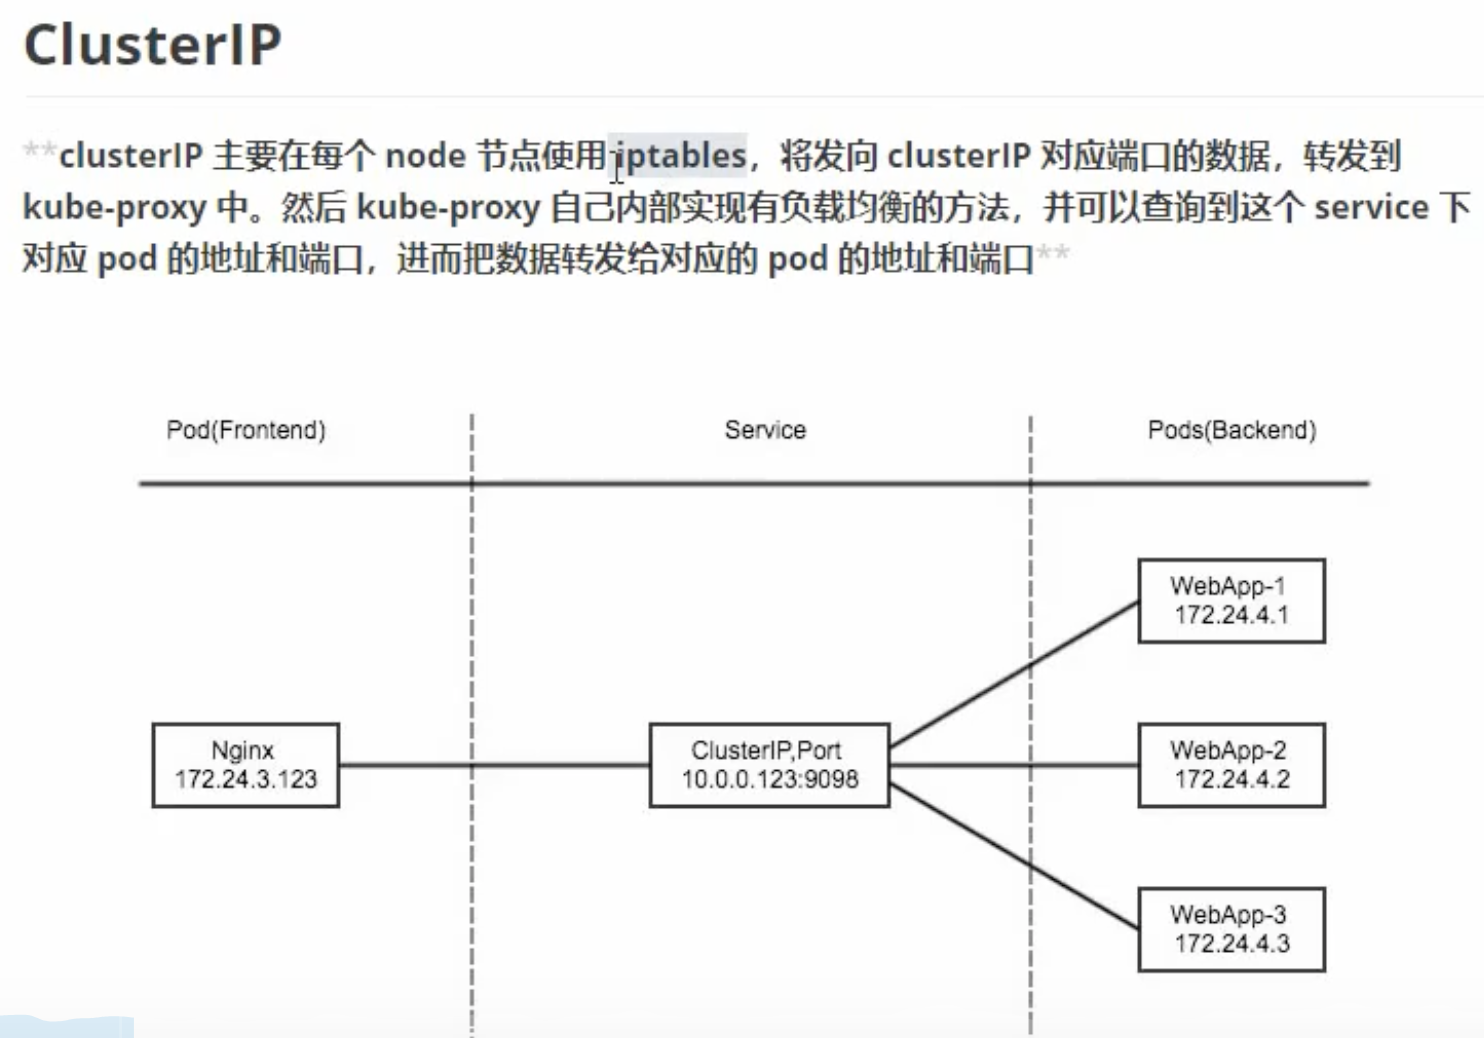 ClusterIP
**clusterIP 主要在每个 node 节点使用 iptables，将发向 clusterIP 对应端口的数据，转发到
kube-proxy 中。然后 kube-proxy 自己内部实现有负载均衡的方法，并可以查询到这个 service 下
对应 pod 的地址和端口，进而把数据转发给对应的 pod 的地址和端口**
Pod(Frontend)
Service
Pods(Backend)
WebApp-1
172.24.4.1
Nginx
172.24.3.123
ClusterIP,Port
10.0.0.123:9098
WebApp-2
172.24.4.2
WebApp-3
172.24.4.3